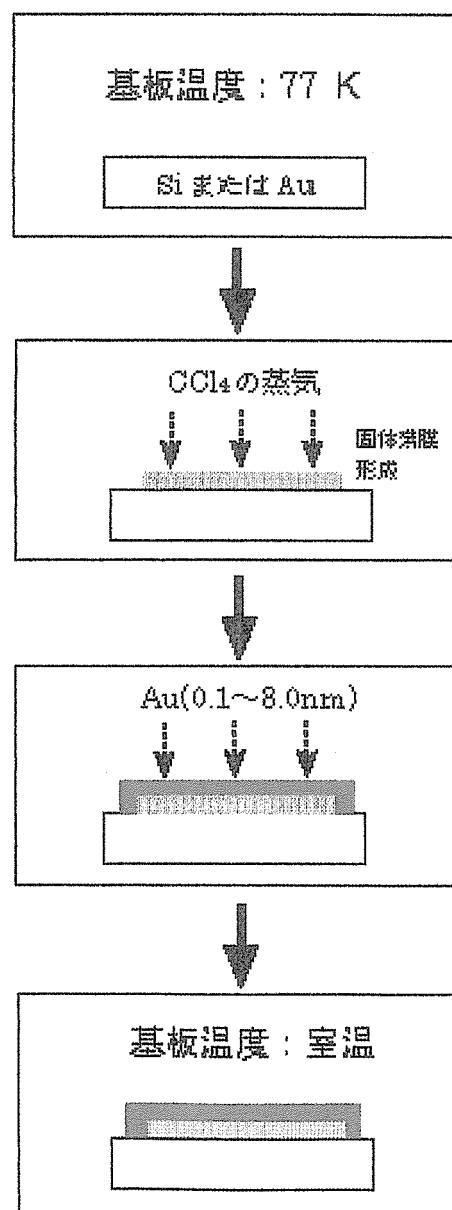 基板温度：77 K
Si または Au
CCl₄の蒸気
固体薄膜
形成
Au(0.1～8.0nm)
基板温度：室温